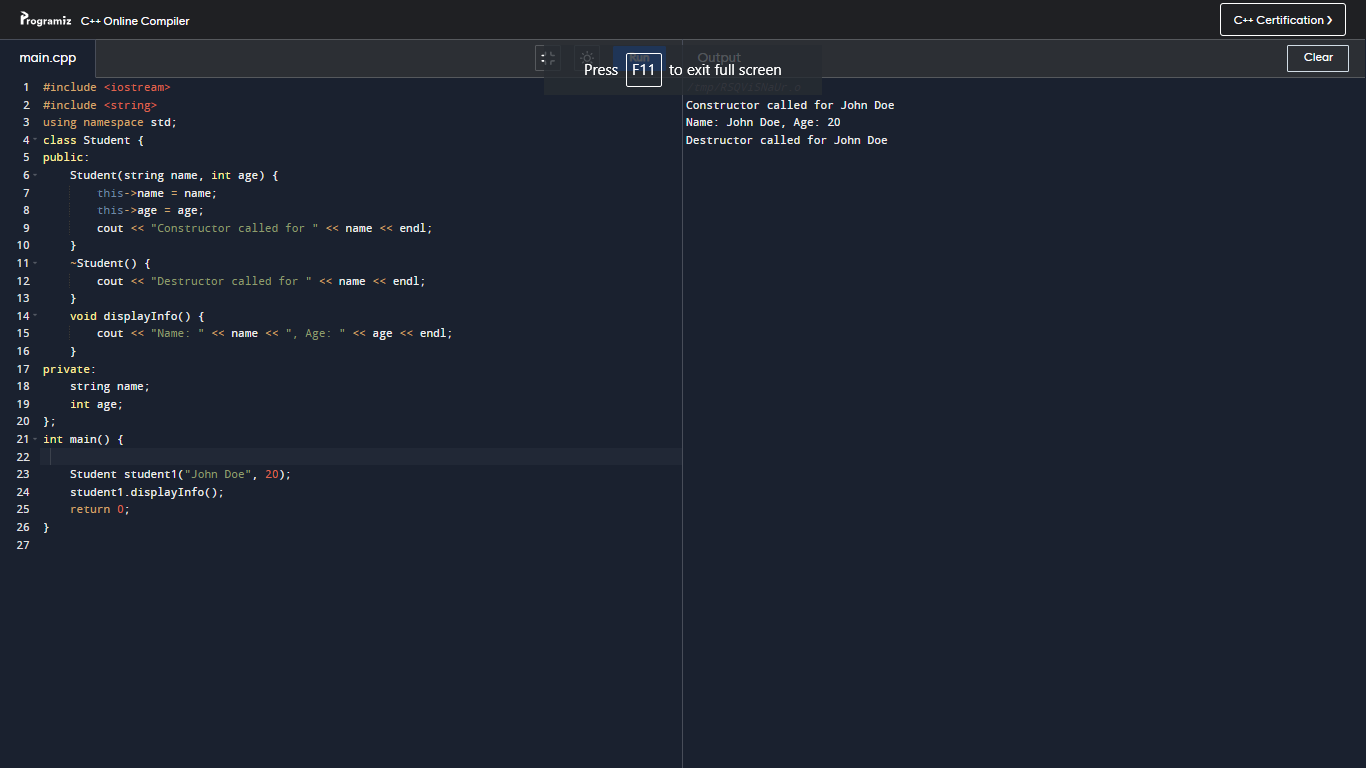 Programiz C++ Online Compiler C++ Certification ❯
main.cpp Run Output Clear
Press F11 to exit full screen
1 #include <iostream>
2 #include <string>
3 using namespace std;
4 class Student {
5 public:
6     Student(string name, int age) {
7         this->name = name;
8         this->age = age;
9         cout << "Constructor called for " << name << endl;
10     }
11     ~Student() {
12         cout << "Destructor called for " << name << endl;
13     }
14     void displayInfo() {
15         cout << "Name: " << name << ", Age: " << age << endl;
16     }
17 private:
18     string name;
19     int age;
20 };
21 int main() {
22
23     Student student1("John Doe", 20);
24     student1.displayInfo();
25     return 0;
26 }
27
Constructor called for John Doe
Name: John Doe, Age: 20
Destructor called for John Doe